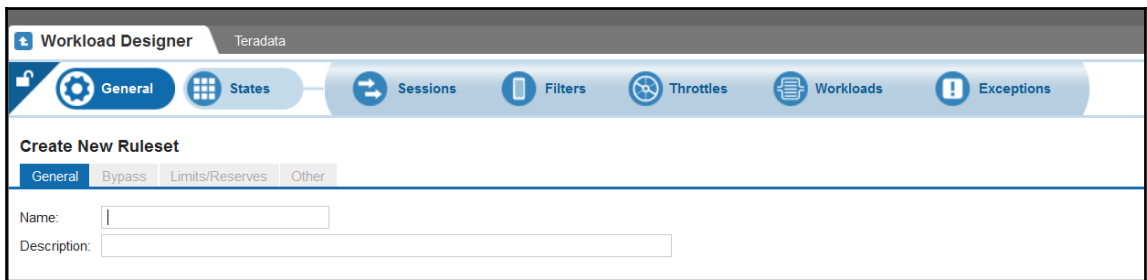 Workload Designer Teradata
General States Sessions Filters Throttles Workloads Exceptions
Create New Ruleset
General Bypass Limits/Reserves Other
Name:
Description: